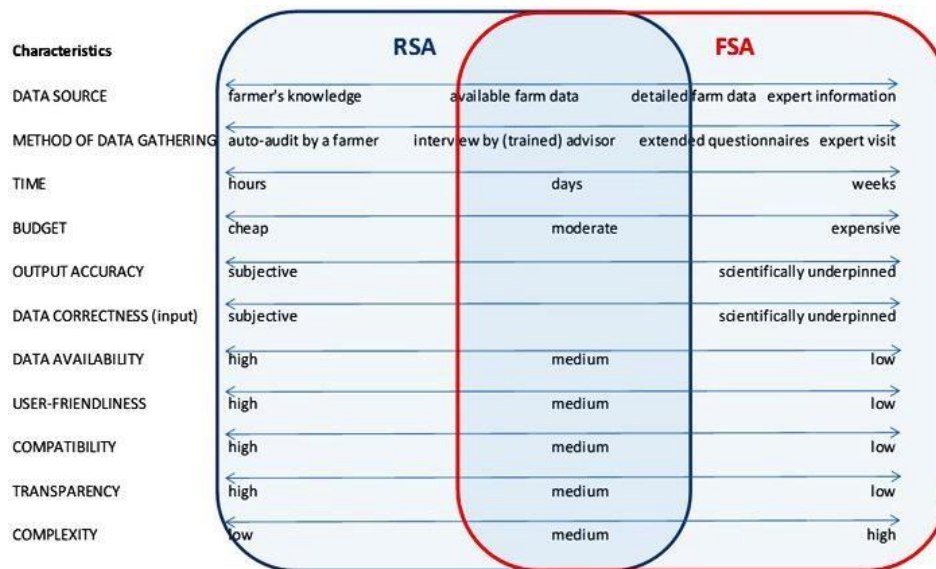 Characteristics RSA FSA
DATA SOURCE farmer's knowledge available farm data detailed farm data expert information
METHOD OF DATA GATHERING auto-audit by a farmer interview by (trained) advisor extended questionnaires expert visit
TIME hours days weeks
BUDGET cheap moderate expensive
OUTPUT ACCURACY subjective scientifically underpinned
DATA CORRECTNESS (input) subjective scientifically underpinned
DATA AVAILABILITY high medium low
USER-FRIENDLINESS high medium low
COMPATIBILITY high medium low
TRANSPARENCY high medium low
COMPLEXITY low medium high